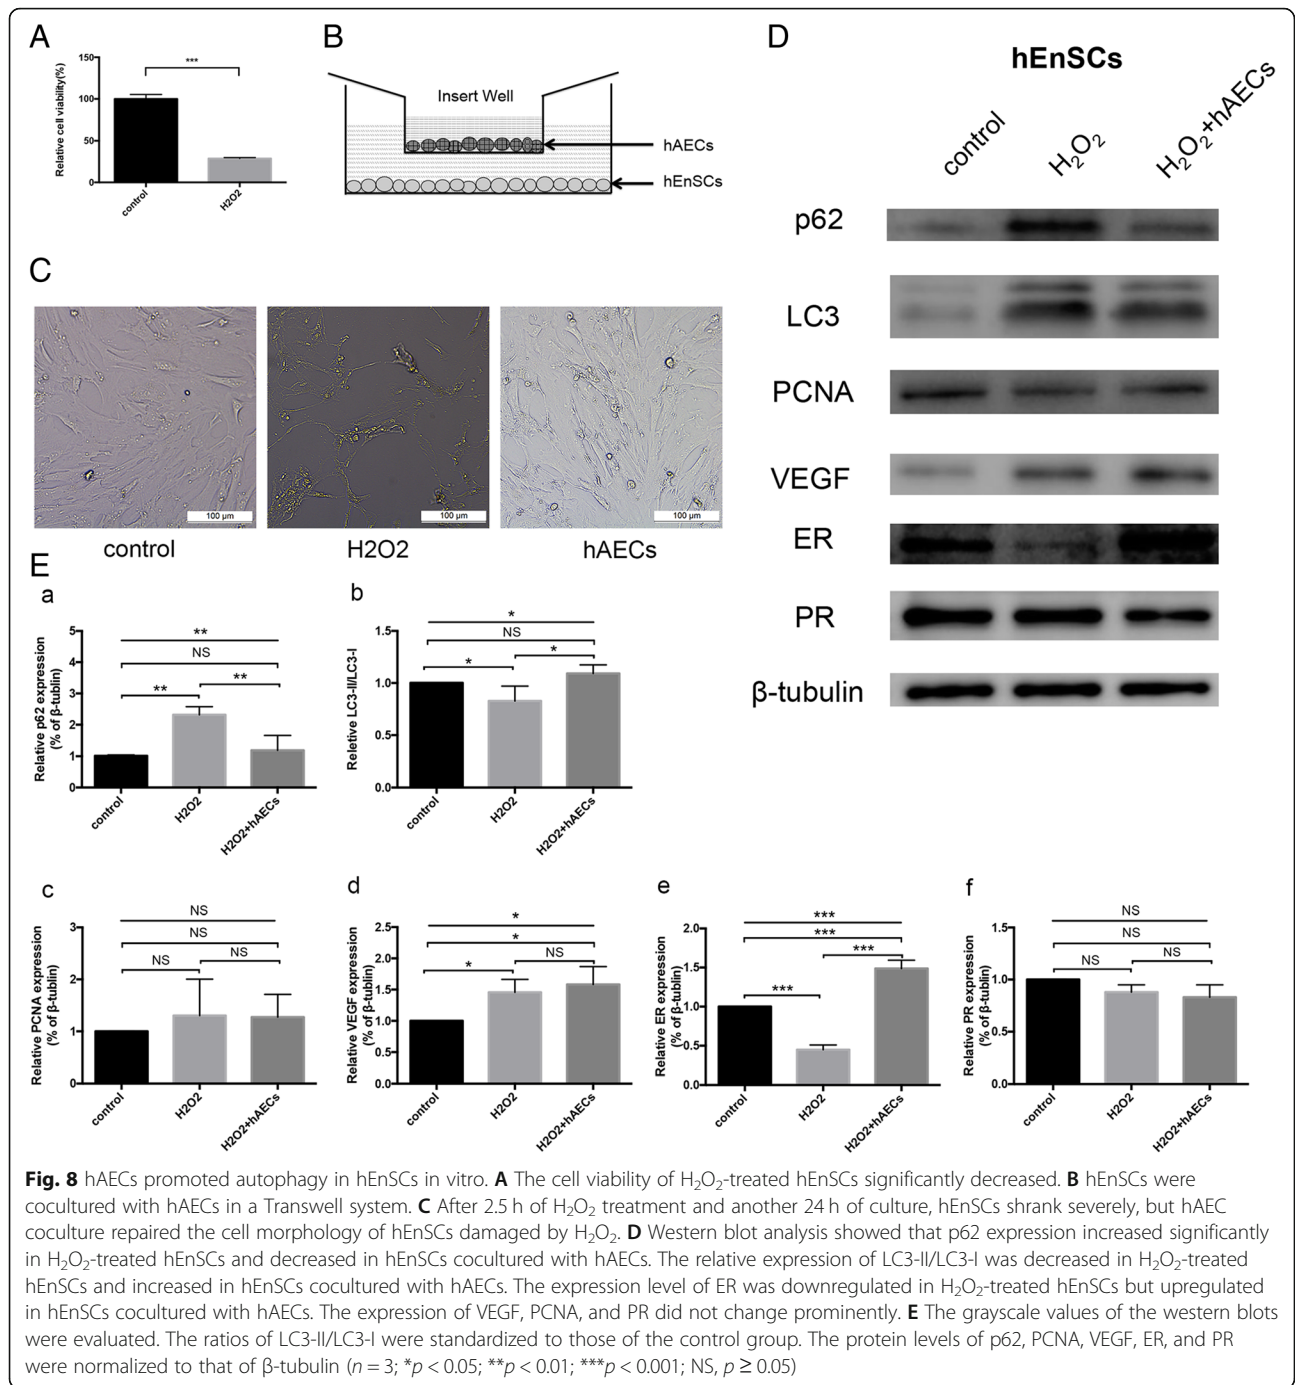 A
Relative cell viability(%)
150
100
50
0
***
control
H2O2
B
Insert Well
hAECs
hEnSCs
C
100 µm
100 µm
100 µm
control
H2O2
hAECs
D
hEnSCs
control
H₂O₂
H₂O₂+hAECs
p62
LC3
PCNA
VEGF
ER
PR
β-tubulin
E
a
Relative p62 expression
(% of β-tublin)
5
4
3
2
1
0
**
NS
**
**
control
H2O2
H2O2+hAECs
b
Reletive LC3-II/LC3-I
1.5
1.0
0.5
0.0
*
NS
*
*
control
H2O2
H2O2+hAECs
c
Relative PCNA expression
(% of β-tublin)
3
2
1
0
NS
NS
NS
NS
control
H2O2
H2O2+hAECs
d
Relative VEGF expression
(% of β-tublin)
2.5
2.0
1.5
1.0
0.5
0.0
*
*
*
NS
control
H2O2
H2O2+hAECs
e
Relative ER expression
(% of β-tublin)
2.0
1.5
1.0
0.5
0.0
***
***
***
***
control
H2O2
H2O2+hAECs
f
Relative PR expression
(% of β-tublin)
1.5
1.0
0.5
0.0
NS
NS
NS
NS
control
H2O2
H2O2+hAECs
Fig. 8 hAECs promoted autophagy in hEnSCs in vitro. A The cell viability of H₂O₂-treated hEnSCs significantly decreased. B hEnSCs were
cocultured with hAECs in a Transwell system. C After 2.5 h of H₂O₂ treatment and another 24 h of culture, hEnSCs shrank severely, but hAEC
coculture repaired the cell morphology of hEnSCs damaged by H₂O₂. D Western blot analysis showed that p62 expression increased significantly
in H₂O₂-treated hEnSCs and decreased in hEnSCs cocultured with hAECs. The relative expression of LC3-II/LC3-I was decreased in H₂O₂-treated
hEnSCs and increased in hEnSCs cocultured with hAECs. The expression level of ER was downregulated in H₂O₂-treated hEnSCs but upregulated
in hEnSCs cocultured with hAECs. The expression of VEGF, PCNA, and PR did not change prominently. E The grayscale values of the western blots
were evaluated. The ratios of LC3-II/LC3-I were standardized to those of the control group. The protein levels of p62, PCNA, VEGF, ER, and PR
were normalized to that of β-tubulin (n = 3; *p < 0.05; **p < 0.01; ***p < 0.001; NS, p ≥ 0.05)